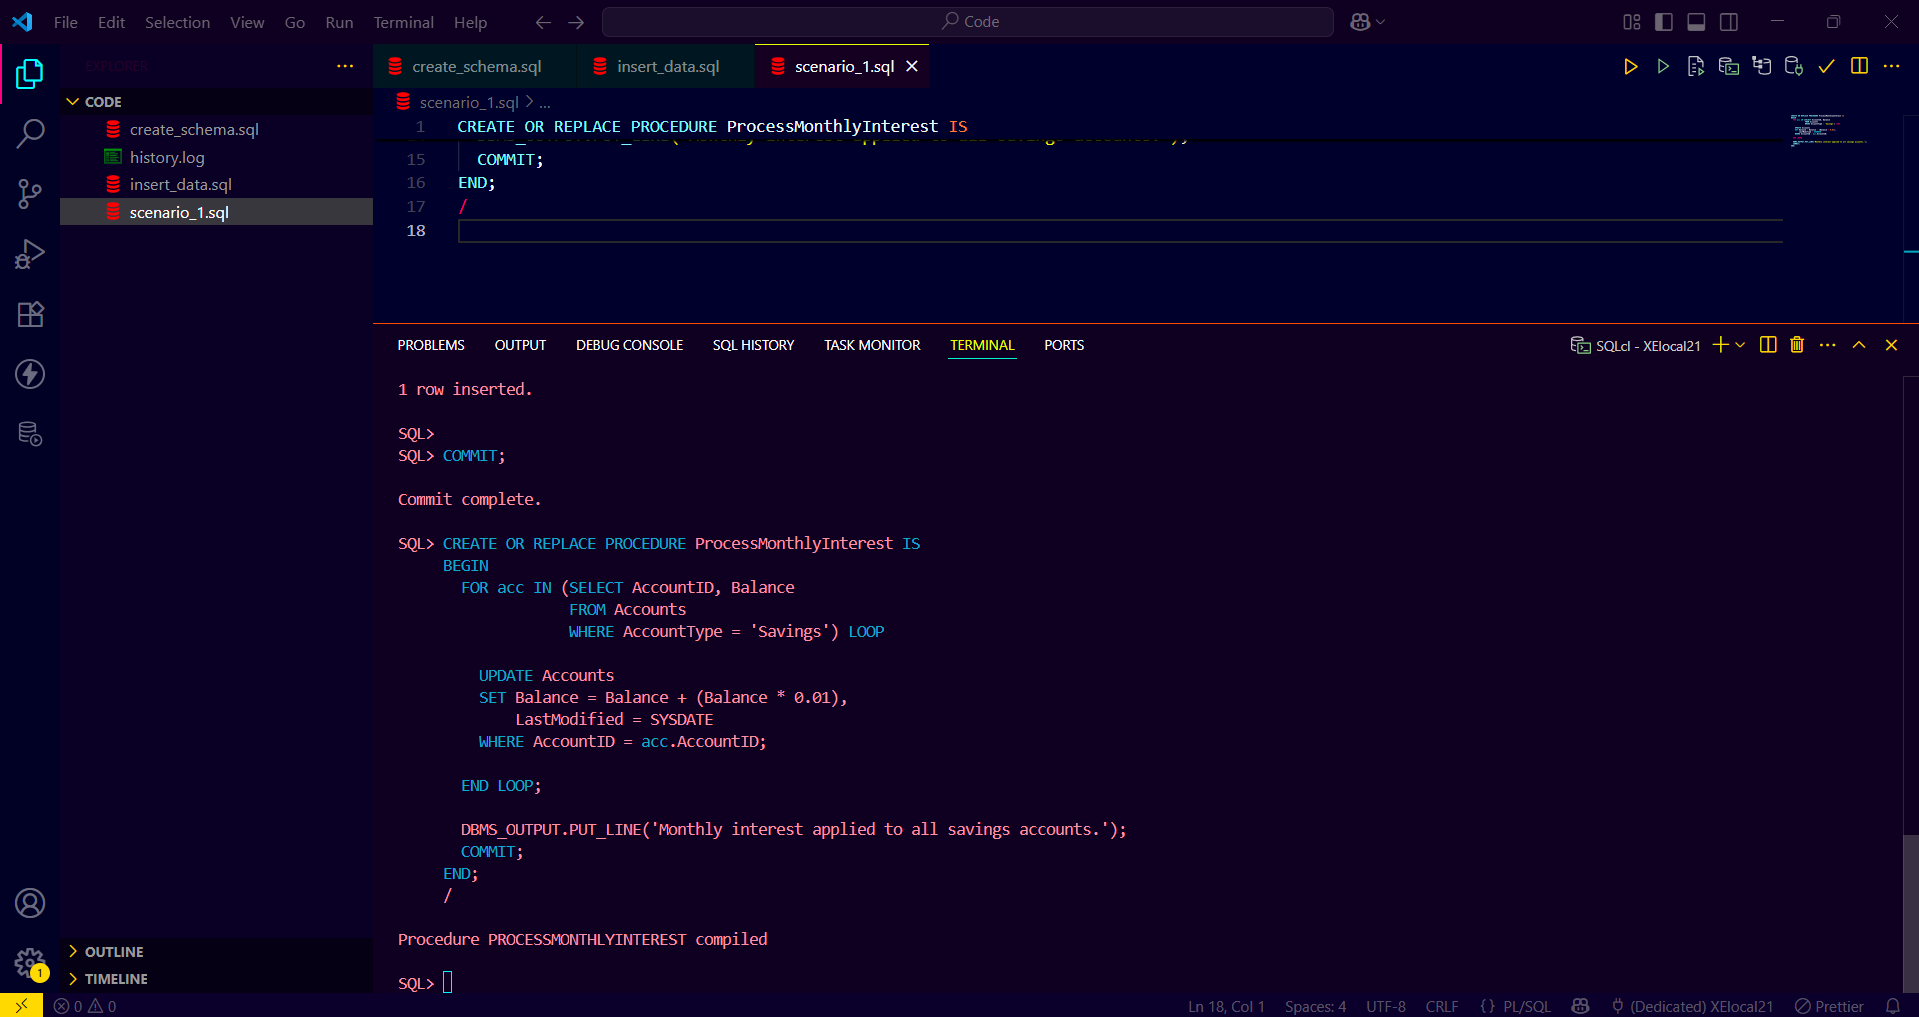 File Edit Selection View Go Run Terminal Help
Code
EXPLORER
CODE
create_schema.sql
history.log
insert_data.sql
scenario_1.sql
OUTLINE
TIMELINE
1
create_schema.sql insert_data.sql scenario_1.sql
scenario_1.sql > ...
1 CREATE OR REPLACE PROCEDURE ProcessMonthlyInterest IS
15 COMMIT;
16 END;
17 /
18
PROBLEMS OUTPUT DEBUG CONSOLE SQL HISTORY TASK MONITOR TERMINAL PORTS
SQLcl - XElocal21
1 row inserted.
SQL>
SQL> COMMIT;
Commit complete.
SQL> CREATE OR REPLACE PROCEDURE ProcessMonthlyInterest IS
BEGIN
FOR acc IN (SELECT AccountID, Balance
FROM Accounts
WHERE AccountType = 'Savings') LOOP
UPDATE Accounts
SET Balance = Balance + (Balance * 0.01),
LastModified = SYSDATE
WHERE AccountID = acc.AccountID;
END LOOP;
DBMS_OUTPUT.PUT_LINE('Monthly interest applied to all savings accounts.');
COMMIT;
END;
/
Procedure PROCESSMONTHLYINTEREST compiled
SQL>
0 0
Ln 18, Col 1 Spaces: 4 UTF-8 CRLF {} PL/SQL (Dedicated) XElocal21 Prettier